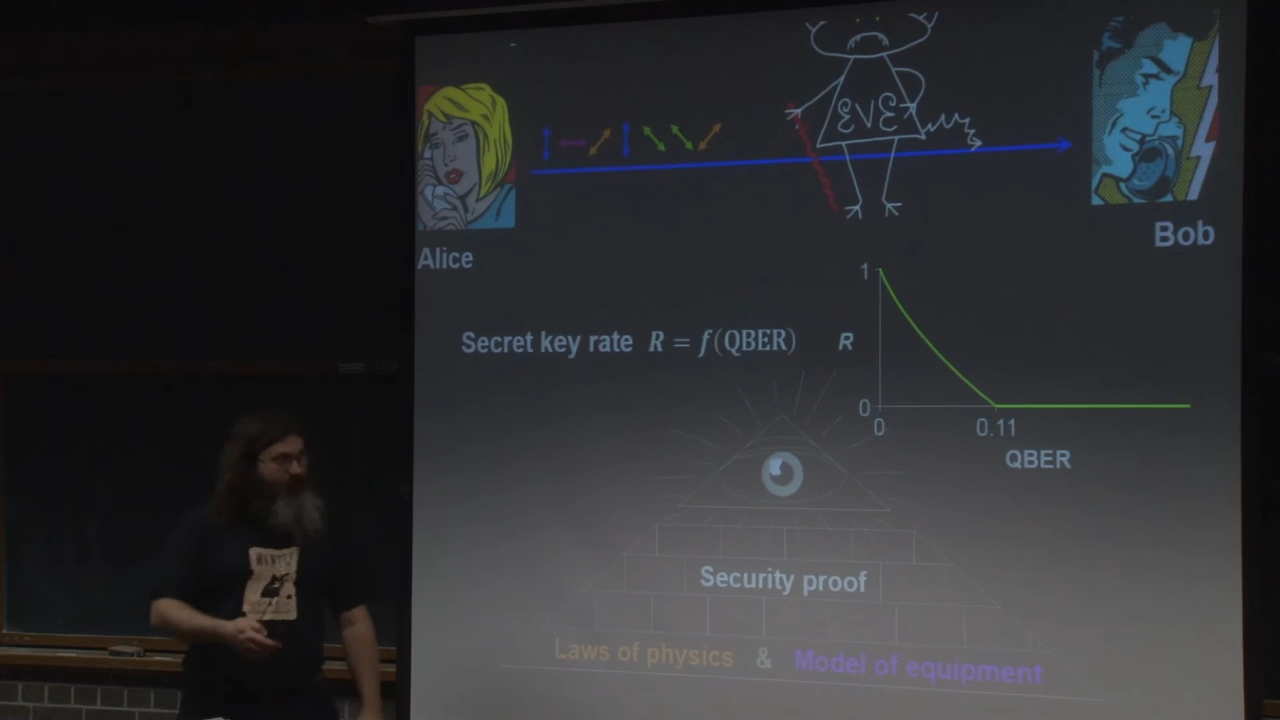 EVE
Alice
Bob
1
Secret key rate R = f(QBER)
R
0
0
0.11
QBER
Security proof
Laws of physics & Model of equipment
WANTED